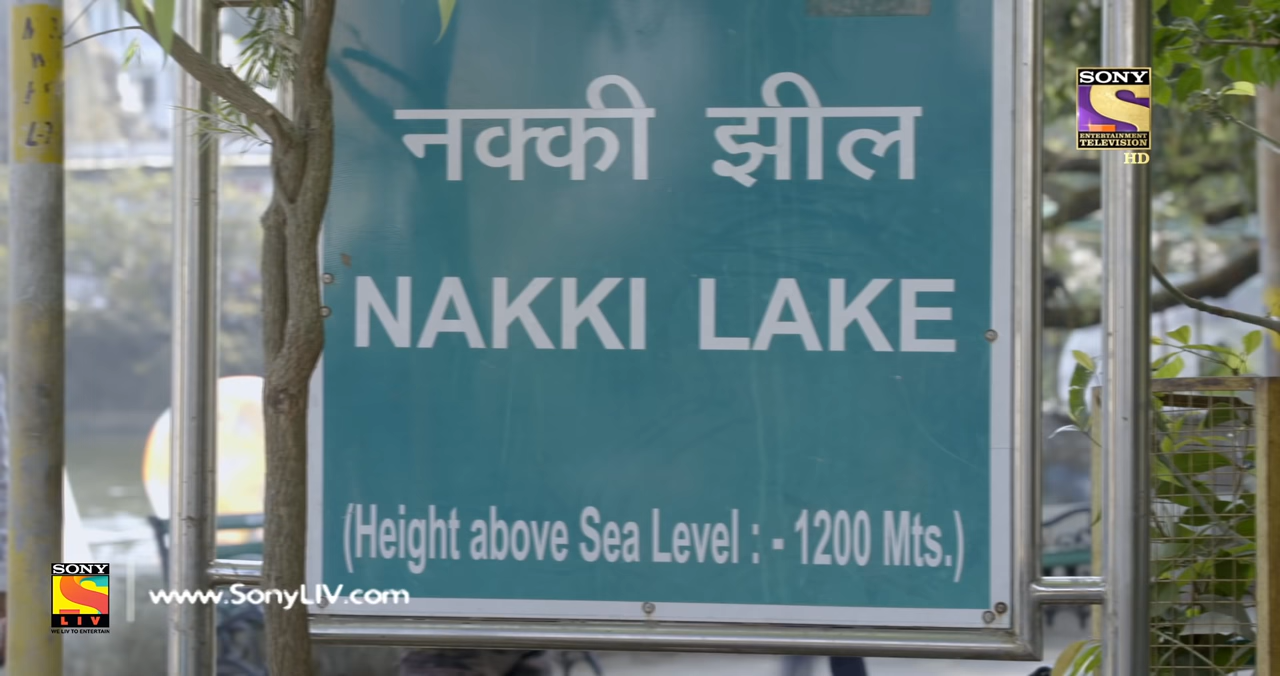 नक्की झील
NAKKI LAKE
(Height above Sea Level : - 1200 Mts.)
SONY
ENTERTAINMENT
TELEVISION
HD
SONY
LIV
WE LIV TO ENTERTAIN
www.SonyLIV.com